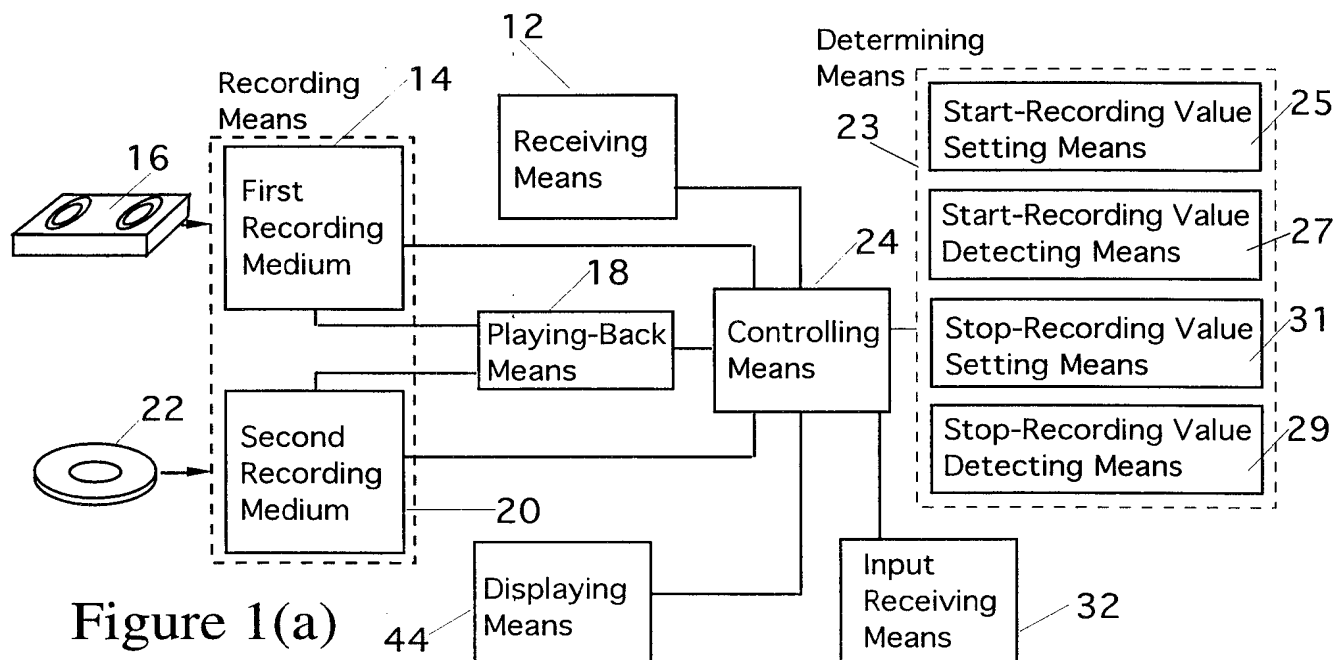 12
Determining
Means
Recording
Means
14
Start-Recording Value
Setting Means
25
23
16
First
Recording
Medium
Receiving
Means
Start-Recording Value
Detecting Means
27
24
18
Playing-Back
Means
Controlling
Means
Stop-Recording Value
Setting Means
31
22
Second
Recording
Medium
20
Stop-Recording Value
Detecting Means
29
Displaying
Means
44
Input
Receiving
Means
32
Figure 1(a)